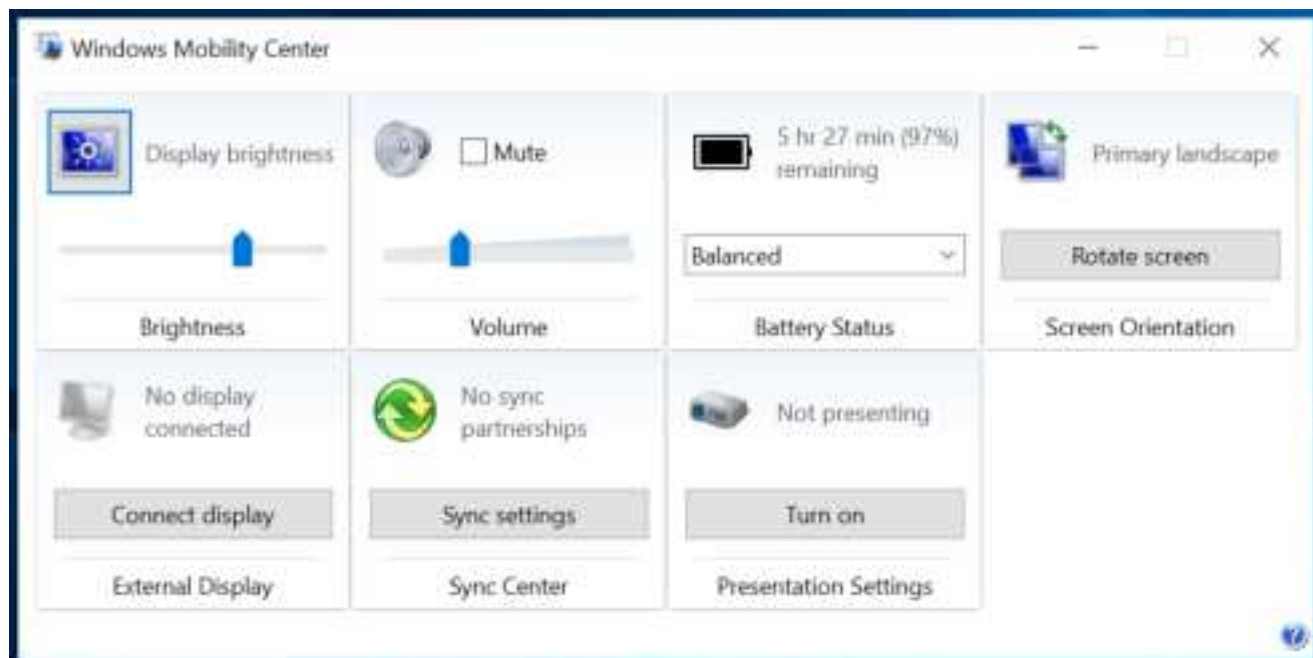 Windows Mobility Center
Display brightness
Brightness
Mute
Volume
5 hr 27 min (97%)
remaining
Balanced
Battery Status
Primary landscape
Rotate screen
Screen Orientation
No display
connected
Connect display
External Display
No sync
partnerships
Sync settings
Sync Center
Not presenting
Turn on
Presentation Settings
?